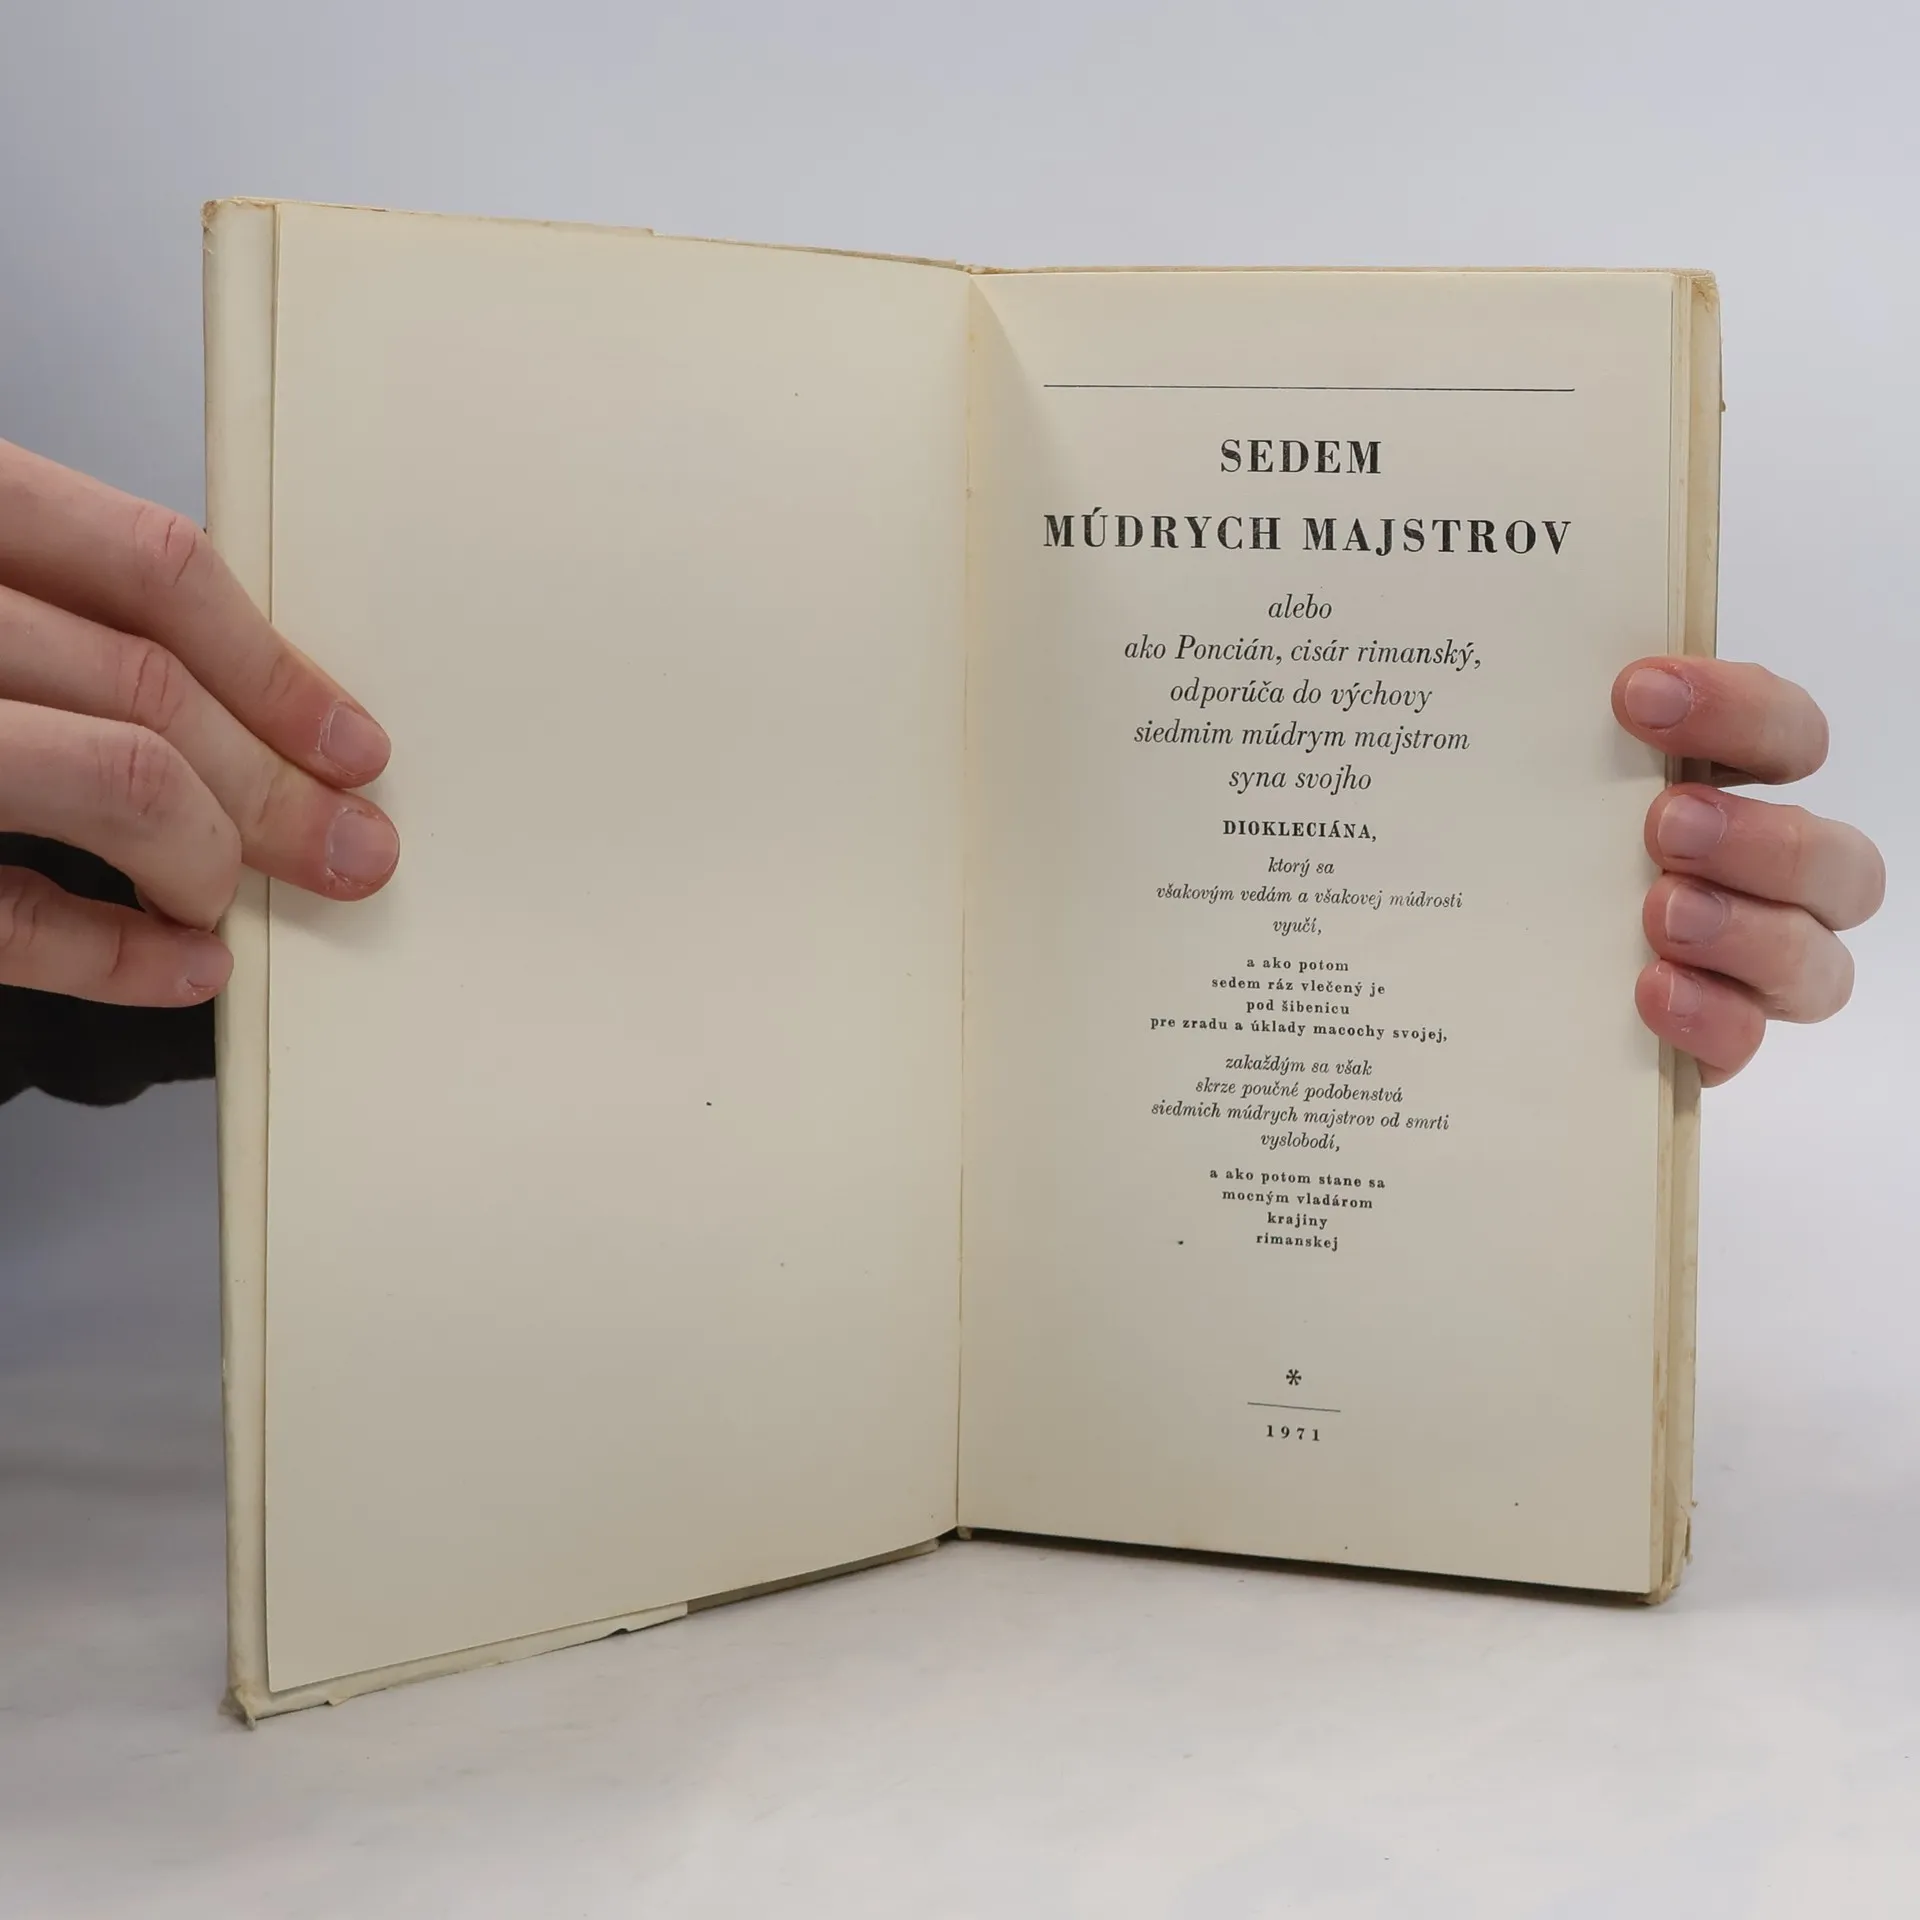 SEDEM
MÚDRYCH MAJSTROV
alebo
ako Poncián, cisár rimanský,
odporúča do výchovy
siedmim múdrym majstrom
syna svojho
DIOKLECIÁNA,
ktorý sa
všakovým vedám a všakovej múdrosti
vyučí,
a ako potom
sedem ráz vlečený je
pod šibenicu
pre zradu a úklady macochy svojej,
zakaždým sa však
skrze poučné podobenstvá
siedmich múdrych majstrov od smrti
vyslobodí,
a ako potom stane sa
mocným vladárom
krajiny
rimanskej
*
1971